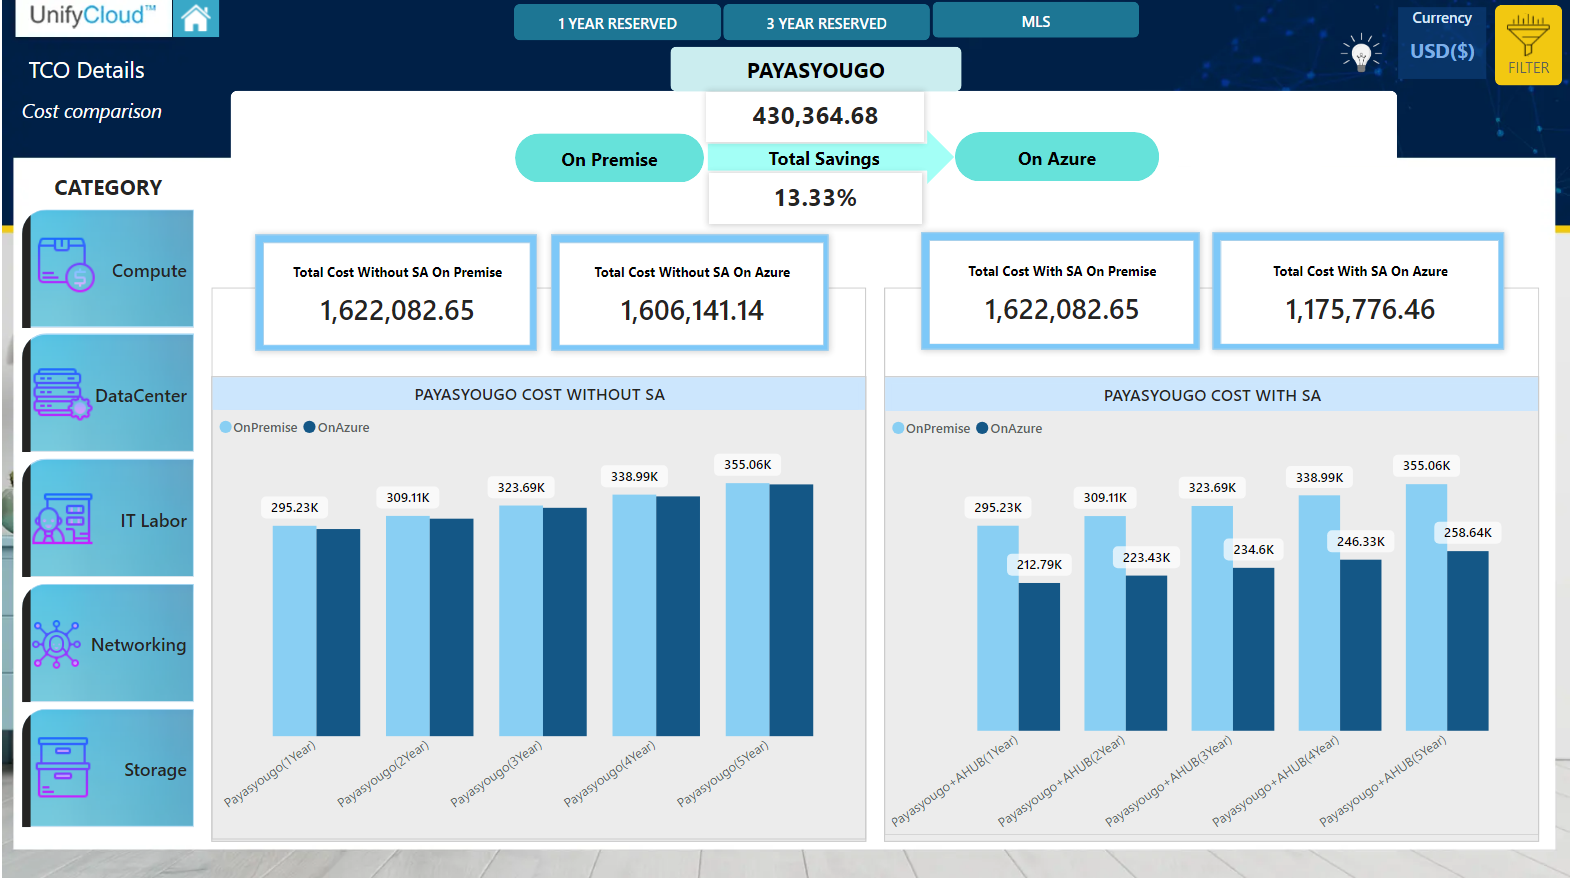 UnifyCloud™
1 YEAR RESERVED
3 YEAR RESERVED
MLS
Currency
USD($)
FILTER
TCO Details
Cost comparison
PAYASYOUGO
430,364.68
On Premise
Total Savings
On Azure
13.33%
CATEGORY
Compute
DataCenter
IT Labor
Networking
Storage
Total Cost Without SA On Premise
1,622,082.65
Total Cost Without SA On Azure
1,606,141.14
Total Cost With SA On Premise
1,622,082.65
Total Cost With SA On Azure
1,175,776.46
PAYASYOUGO COST WITHOUT SA
OnPremise OnAzure
295.23K
309.11K
323.69K
338.99K
355.06K
Payasyougo(1Year)
Payasyougo(2Year)
Payasyougo(3Year)
Payasyougo(4Year)
Payasyougo(5Year)
PAYASYOUGO COST WITH SA
OnPremise OnAzure
295.23K
212.79K
309.11K
223.43K
323.69K
234.6K
338.99K
246.33K
355.06K
258.64K
Payasyougo+AHUB(1Year)
Payasyougo+AHUB(2Year)
Payasyougo+AHUB(3Year)
Payasyougo+AHUB(4Year)
Payasyougo+AHUB(5Year)